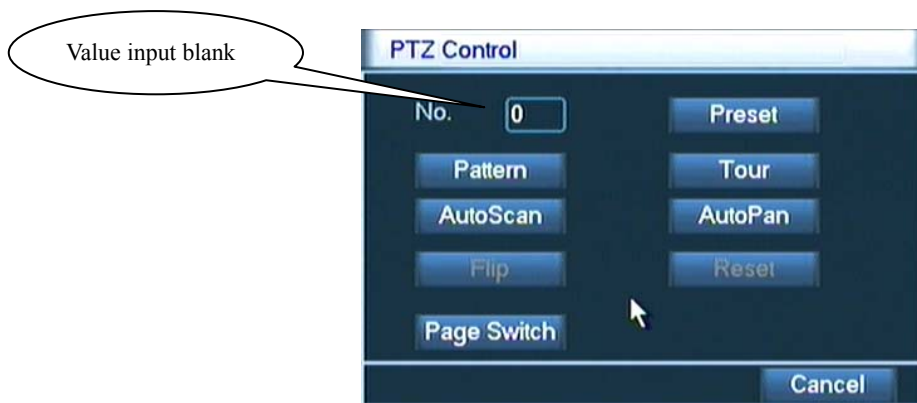 Value input blank
PTZ Control
No. 0 Preset
Pattern Tour
AutoScan AutoPan
Flip Reset
Page Switch
Cancel